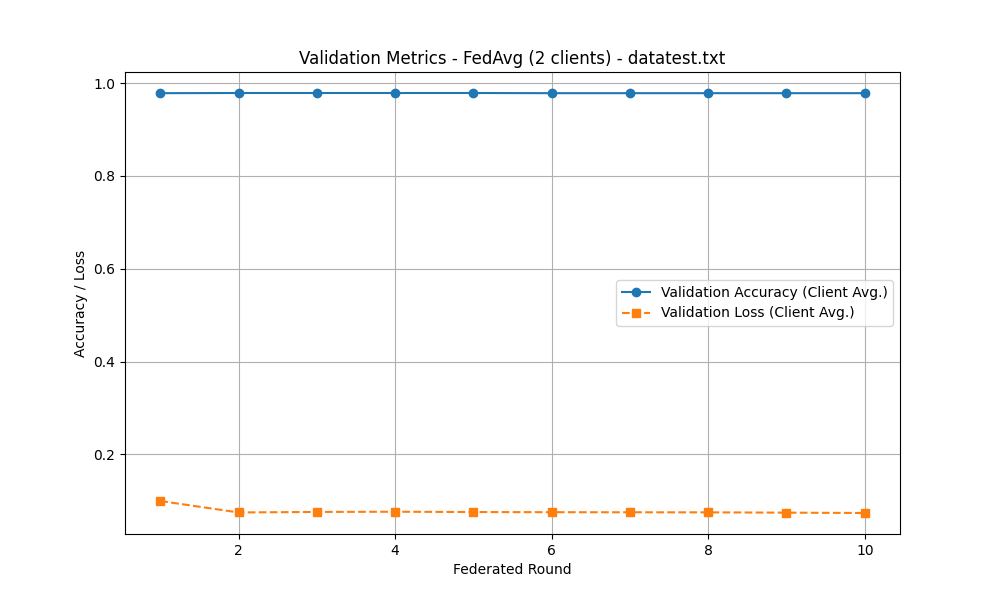 Validation Metrics - FedAvg (2 clients) - datatest.txt
1.0
0.8
0.6
0.4
0.2
Accuracy / Loss
Validation Accuracy (Client Avg.)
Validation Loss (Client Avg.)
2 4 6 8 10
Federated Round